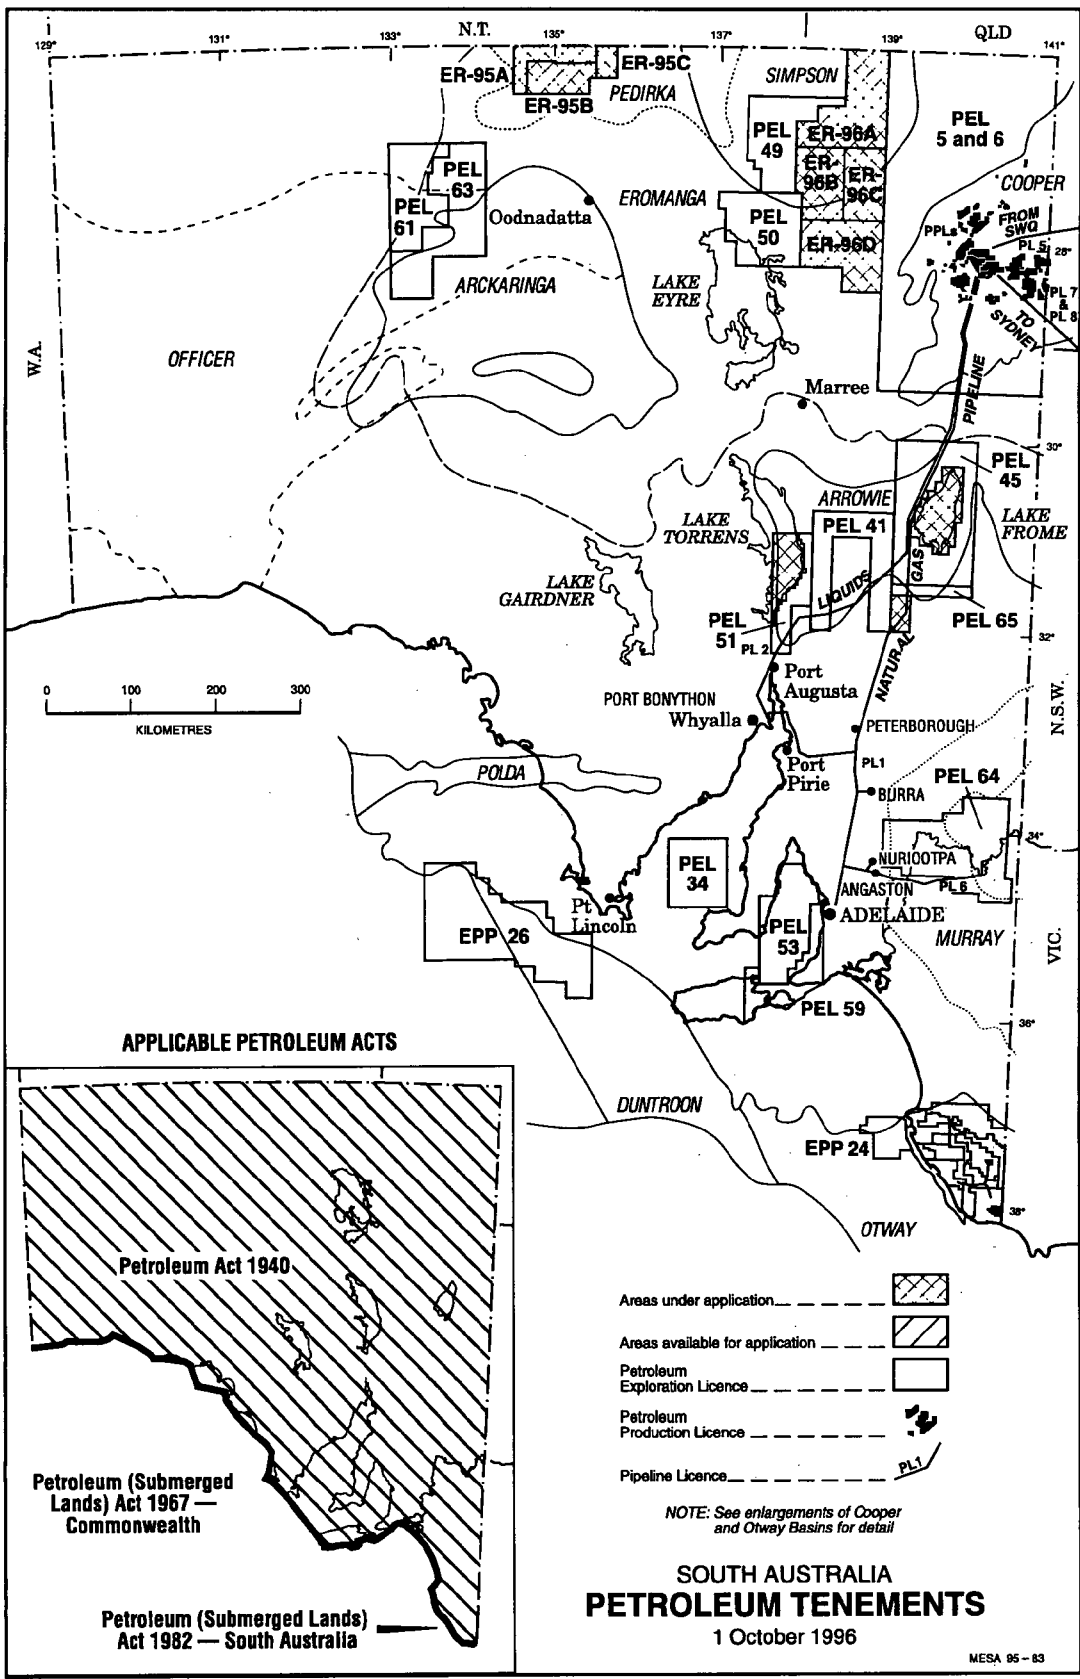 N.T.
QLD
129°
131°
133°
135°
137°
139°
141°
ER-95A
ER-95C
ER-95B
PEDIRKA
SIMPSON
PEL
49
ER-96A
ER-
96B
ER-
96C
ER-96D
PEL
5 and 6
COOPER
PEL
63
PEL
61
Oodnadatta
EROMANGA
PEL
50
PPLs
FROM
SWQ
PL 5
28°
PL 7
&
PL 8
TO
SYDNEY
LAKE
EYRE
ARCKARINGA
W.A.
OFFICER
Marree
PIPELINE
30°
PEL
45
ARROWIE
LAKE
TORRENS
PEL 41
LAKE
FROME
GAS
LIQUIDS
LAKE
GAIRDNER
PEL
51
PL 2
PEL 65
32°
NATURAL
Port
Augusta
0 100 200 300
KILOMETRES
PORT BONYTHON
Whyalla
PETERBOROUGH
N.S.W.
POLDA
Port
Pirie
PL1
PEL 64
BURRA
34°
PEL
34
NURIOOTPA
ANGASTON
PL 6
Pt
Lincoln
ADELAIDE
EPP 26
PEL
53
MURRAY
VIC.
PEL 59
36°
APPLICABLE PETROLEUM ACTS
DUNTROON
EPP 24
38°
OTWAY
Petroleum Act 1940
Petroleum (Submerged
Lands) Act 1967 —
Commonwealth
Petroleum (Submerged Lands)
Act 1982 — South Australia
Areas under application
Areas available for application
Petroleum
Exploration Licence
Petroleum
Production Licence
Pipeline Licence
PL1
NOTE: See enlargements of Cooper
and Otway Basins for detail
SOUTH AUSTRALIA
PETROLEUM TENEMENTS
1 October 1996
MESA 95-83